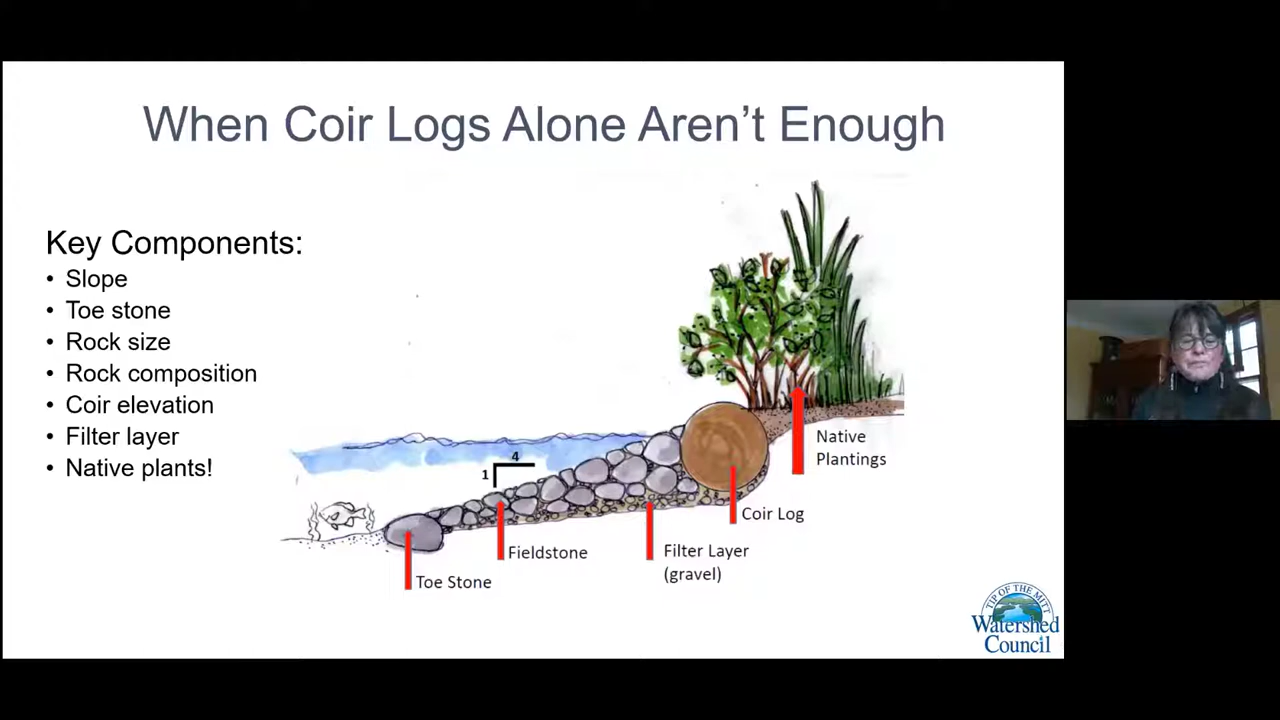 When Coir Logs Alone Aren't Enough
Key Components:
• Slope
• Toe stone
• Rock size
• Rock composition
• Coir elevation
• Filter layer
• Native plants!
4
1
Native
Plantings
Coir Log
Fieldstone
Filter Layer
(gravel)
Toe Stone
TIP OF THE MITT
Watershed
Council